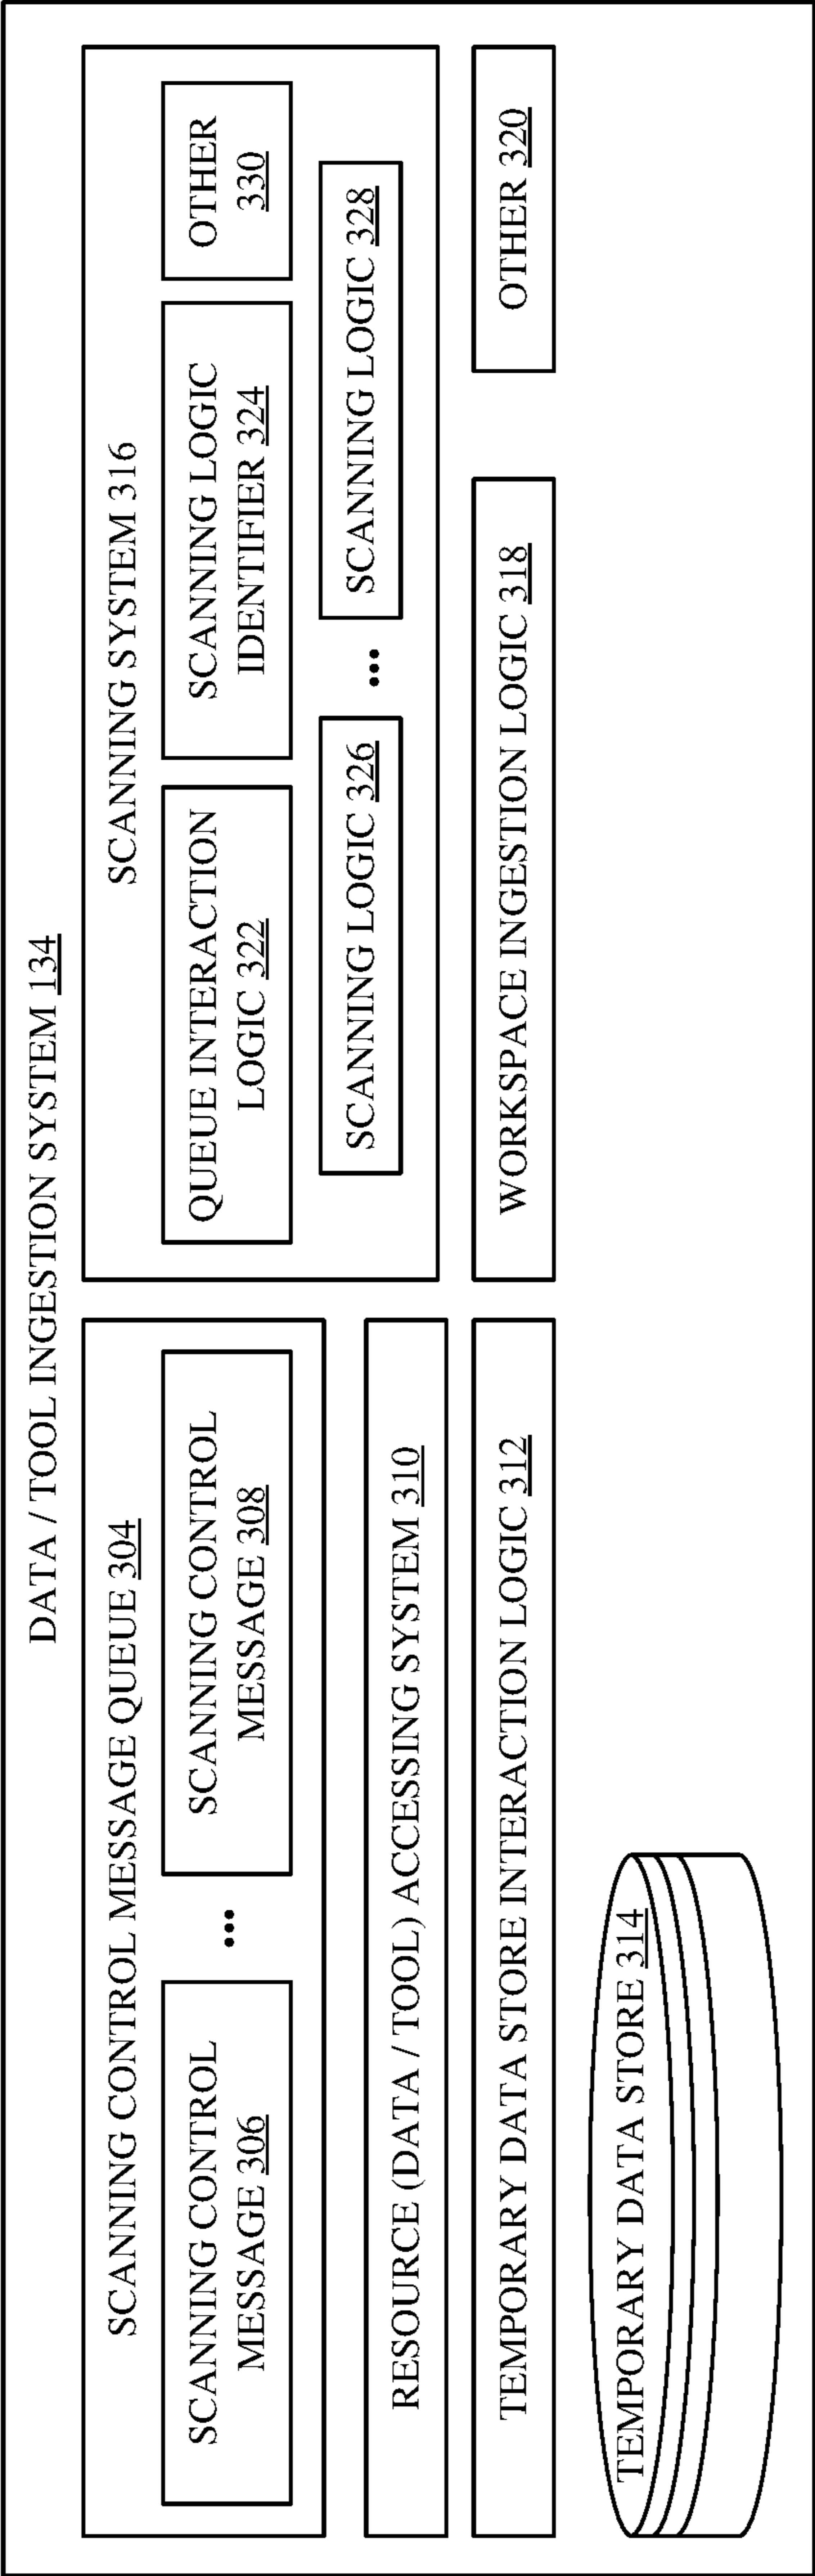 DATA / TOOL INGESTION SYSTEM 134
SCANNING CONTROL MESSAGE QUEUE 304
SCANNING CONTROL
MESSAGE 306
...
SCANNING CONTROL
MESSAGE 308
RESOURCE (DATA / TOOL) ACCESSING SYSTEM 310
TEMPORARY DATA STORE INTERACTION LOGIC 312
TEMPORARY DATA STORE 314
SCANNING SYSTEM 316
QUEUE INTERACTION
LOGIC 322
SCANNING LOGIC
IDENTIFIER 324
OTHER
330
SCANNING LOGIC 326
...
SCANNING LOGIC 328
WORKSPACE INGESTION LOGIC 318
OTHER 320